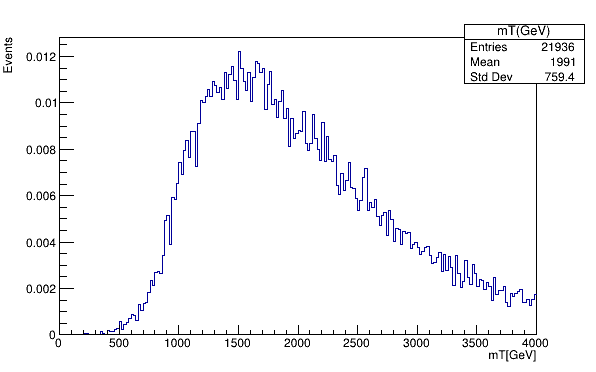 mT(GeV)
Entries 21936
Mean 1991
Std Dev 759.4
Events
0.012
0.01
0.008
0.006
0.004
0.002
0
0 500 1000 1500 2000 2500 3000 3500 4000
mT[GeV]